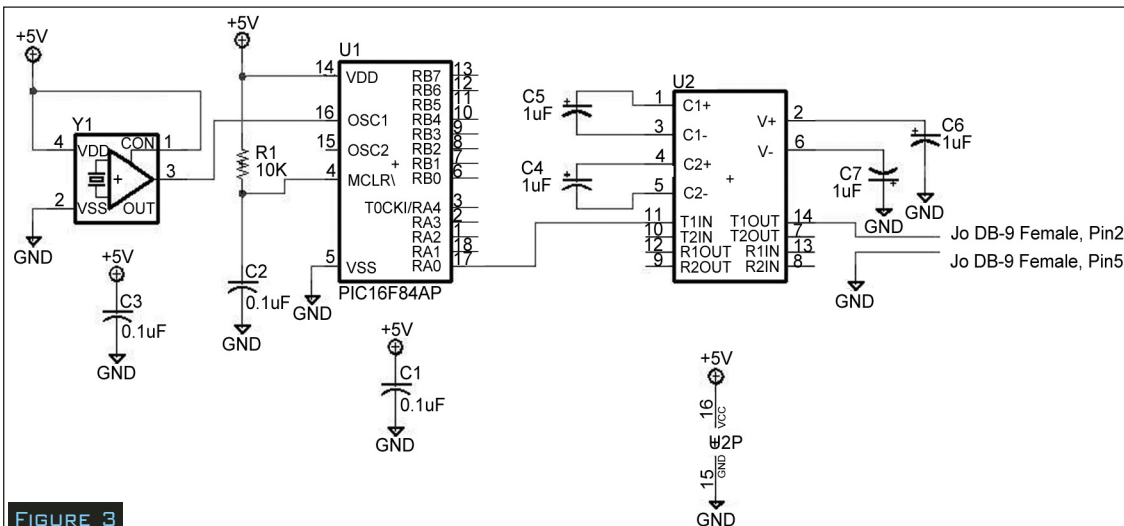 +5V
Y1
4
VDD
CON
1
3
2
VSS
OUT
GND
+5V
C3
0.1uF
GND
+5V
R1
10K
C2
0.1uF
GND
U1
14
VDD
16
OSC1
15
OSC2
4
MCLR\
5
VSS
GND
RB7
13
RB6
12
RB5
11
RB4
10
RB3
9
RB2
8
RB1
7
RB0
6
T0CKI/RA4
3
RA3
2
RA2
1
RA1
18
RA0
17
PIC16F84AP
+5V
C1
0.1uF
GND
C5
1uF
C4
1uF
U2
1
C1+
3
C1-
4
C2+
5
C2-
11
T1IN
10
T2IN
12
R1OUT
9
R2OUT
V+
2
V-
6
T1OUT
14
T2OUT
7
R1IN
13
R2IN
8
C6
1uF
GND
C7
1uF
GND
Jo DB-9 Female, Pin2
Jo DB-9 Female, Pin5
GND
+5V
16
VCC
U2P
15
GND
GND
FIGURE 3